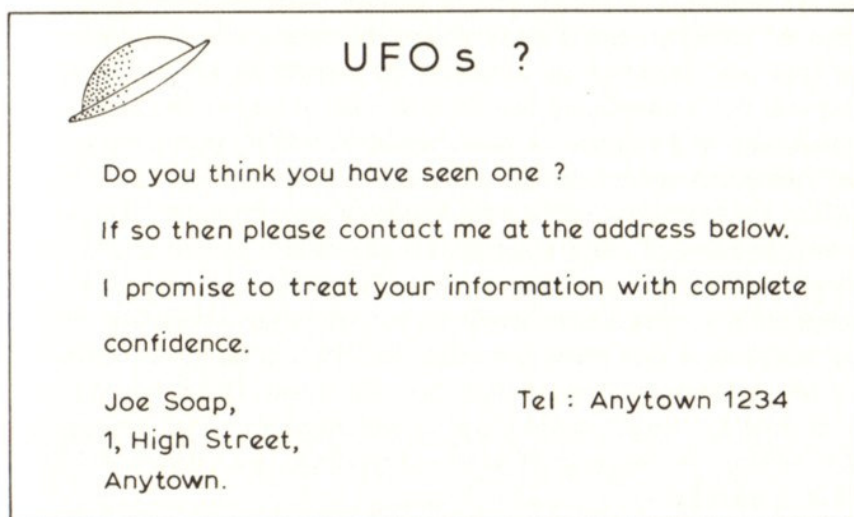 UFOs ?
Do you think you have seen one ?
If so then please contact me at the address below.
I promise to treat your information with complete
confidence.
Joe Soap,
Tel : Anytown 1234
1, High Street,
Anytown.